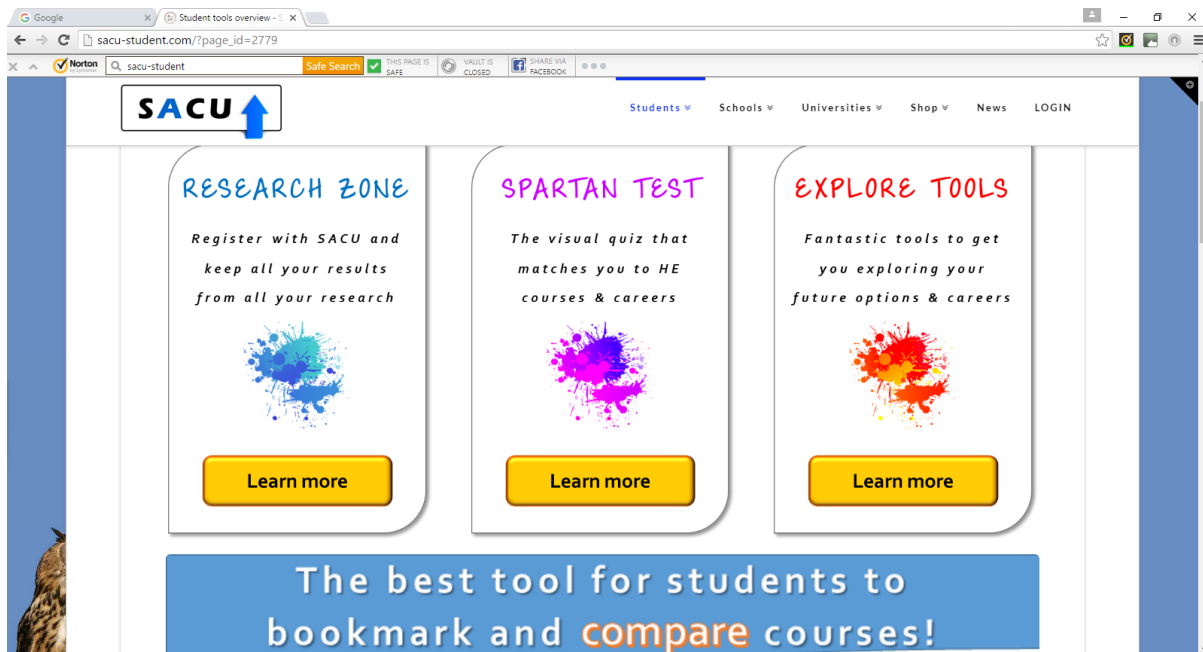 Google
Student tools overview - S
sacu-student.com/?page_id=2779
Norton
by Symantec
sacu-student
Safe Search
THIS PAGE IS
SAFE
VAULT IS
CLOSED
SHARE VIA
FACEBOOK
SACU
Students
Schools
Universities
Shop
News
LOGIN
RESEARCH ZONE
Register with SACU and
keep all your results
from all your research
Learn more
SPARTAN TEST
The visual quiz that
matches you to HE
courses & careers
Learn more
EXPLORE TOOLS
Fantastic tools to get
you exploring your
future options & careers
Learn more
The best tool for students to
bookmark and compare courses!